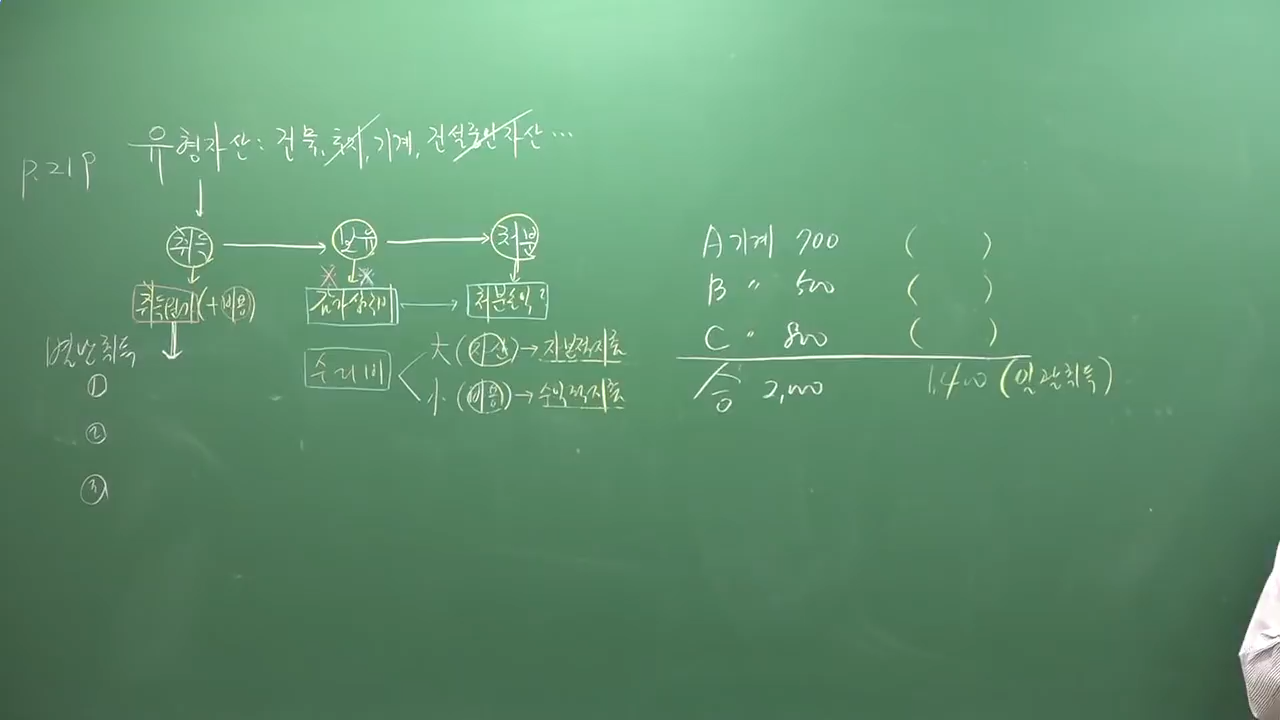 p.219
유형자산: 건물, 토지, 기계, 건설중인자산 …
취득 → 보유 → 처분
취득원가 (+비용)
감가상각비
처분손익?
일반취득
①
②
③
수리비
大 (자산) → 자본적지출
小 (비용) → 수익적지출
A 기계 700 ( )
B 〃 500 ( )
C 〃 800 ( )
合 2,000 1,400 (일괄취득)